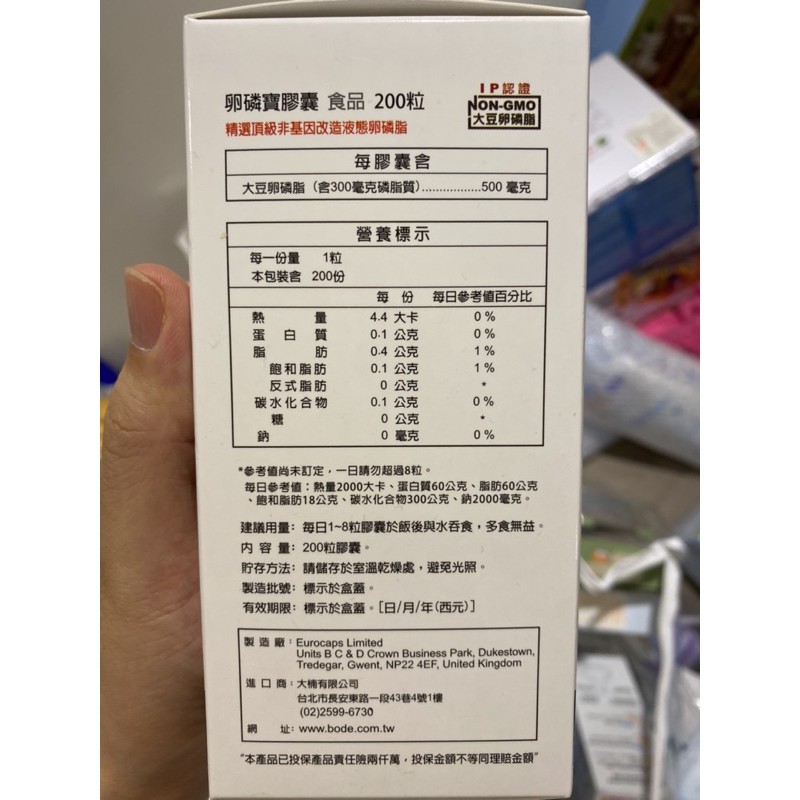 卵磷寶膠囊 食品 200粒
精選頂級非基因改造液態卵磷脂
IP認證
NON-GMO
大豆卵磷脂
每膠囊含
大豆卵磷脂（含300毫克磷脂質）.................500 毫克
營養標示
每一份量 1粒
本包裝含 200份
每 份 每日參考值百分比
熱 量 4.4 大卡 0 %
蛋 白 質 0.1 公克 0 %
脂 肪 0.4 公克 1 %
飽和脂肪 0.1 公克 1 %
反式脂肪 0 公克 *
碳水化合物 0.1 公克 0 %
糖 0 公克 *
鈉 0 毫克 0 %
*參考值尚未訂定，一日請勿超過8粒。
每日參考值：熱量2000大卡、蛋白質60公克、脂肪60公克
、飽和脂肪18公克、碳水化合物300公克、鈉2000毫克。
建議用量：每日1~8粒膠囊於飯後與水吞食，多食無益。
內 容 量：200粒膠囊。
貯存方法：請儲存於室溫乾燥處，避免光照。
製造批號：標示於盒蓋。
有效期限：標示於盒蓋。[日/月/年(西元)]
製 造 廠：Eurocaps Limited
Units B C & D Crown Business Park, Dukestown,
Tredegar, Gwent, NP22 4EF, United Kingdom
進 口 商：大楠有限公司
台北市長安東路一段43巷4號1樓
(02)2599-6730
網 址：www.bode.com.tw
"本產品已投保產品責任險兩仟萬，投保金額不等同理賠金額"